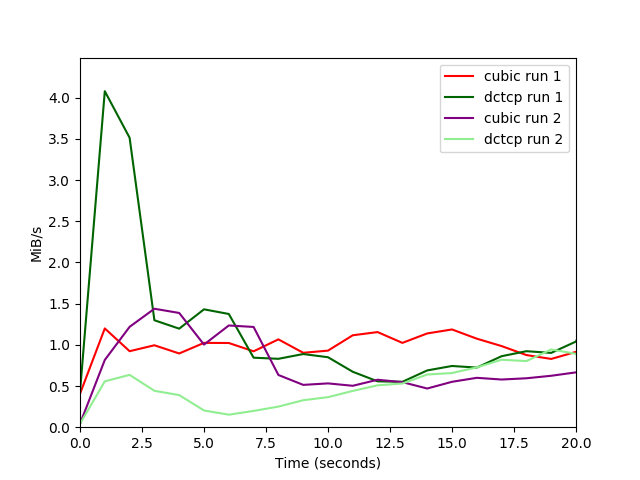 cubic run 1
dctcp run 1
cubic run 2
dctcp run 2
MiB/s
4.0
3.5
3.0
2.5
2.0
1.5
1.0
0.5
0.0
0.0 2.5 5.0 7.5 10.0 12.5 15.0 17.5 20.0
Time (seconds)